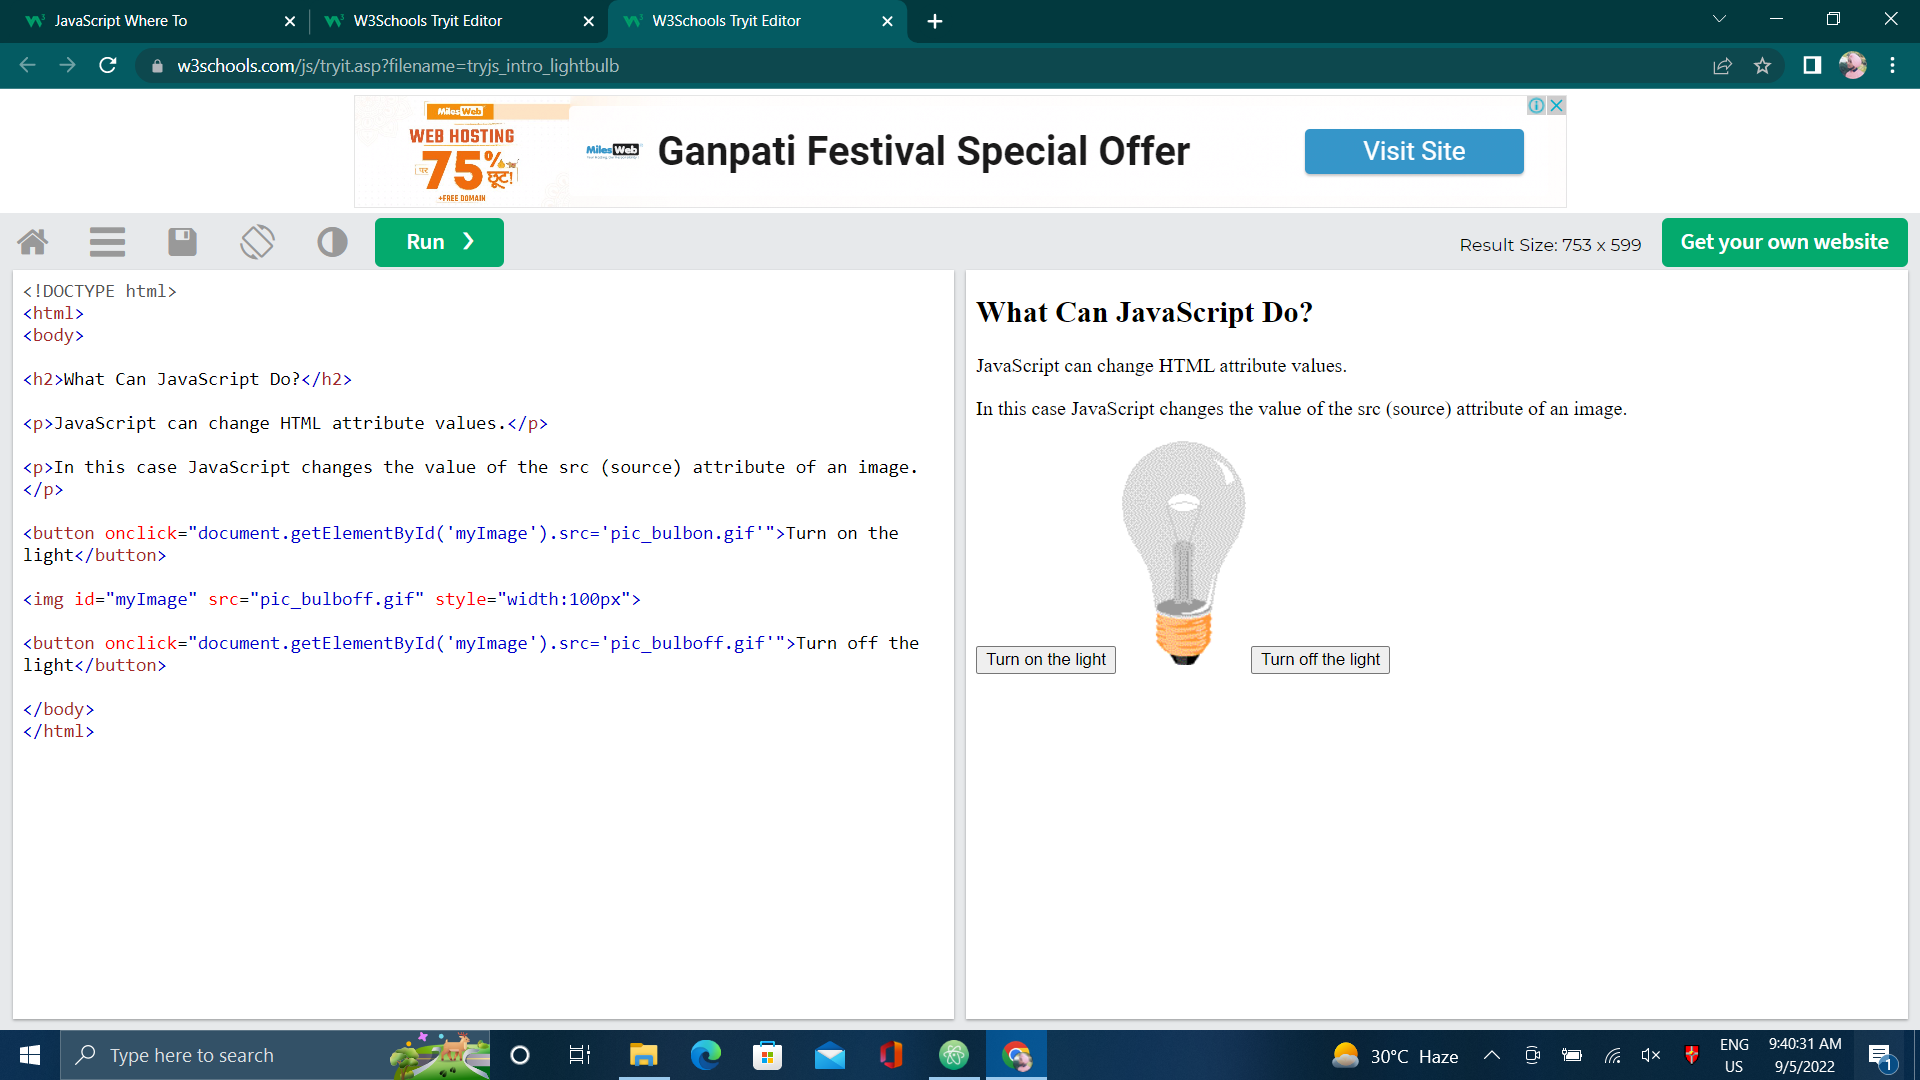 JavaScript Where To
W3Schools Tryit Editor
W3Schools Tryit Editor
w3schools.com/js/tryit.asp?filename=tryjs_intro_lightbulb
MilesWeb
WEB HOSTING
पर 75% छूट!
+FREE DOMAIN
MilesWeb
Ganpati Festival Special Offer
Visit Site
Run ❯
Result Size: 753 x 599
Get your own website
<!DOCTYPE html>
<html>
<body>
<h2>What Can JavaScript Do?</h2>
<p>JavaScript can change HTML attribute values.</p>
<p>In this case JavaScript changes the value of the src (source) attribute of an image.
</p>
<button onclick="document.getElementById('myImage').src='pic_bulbon.gif'">Turn on the
light</button>
<img id="myImage" src="pic_bulboff.gif" style="width:100px">
<button onclick="document.getElementById('myImage').src='pic_bulboff.gif'">Turn off the
light</button>
</body>
</html>
What Can JavaScript Do?
JavaScript can change HTML attribute values.
In this case JavaScript changes the value of the src (source) attribute of an image.
Turn on the light
Turn off the light
Type here to search
30°C Haze
ENG
US
9:40:31 AM
9/5/2022
1